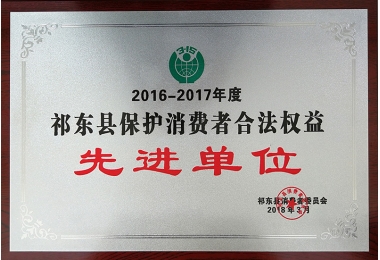 3·15
2016-2017年度
祁东县保护消费者合法权益
先进单位
祁东县消费者委员会
2018年3月